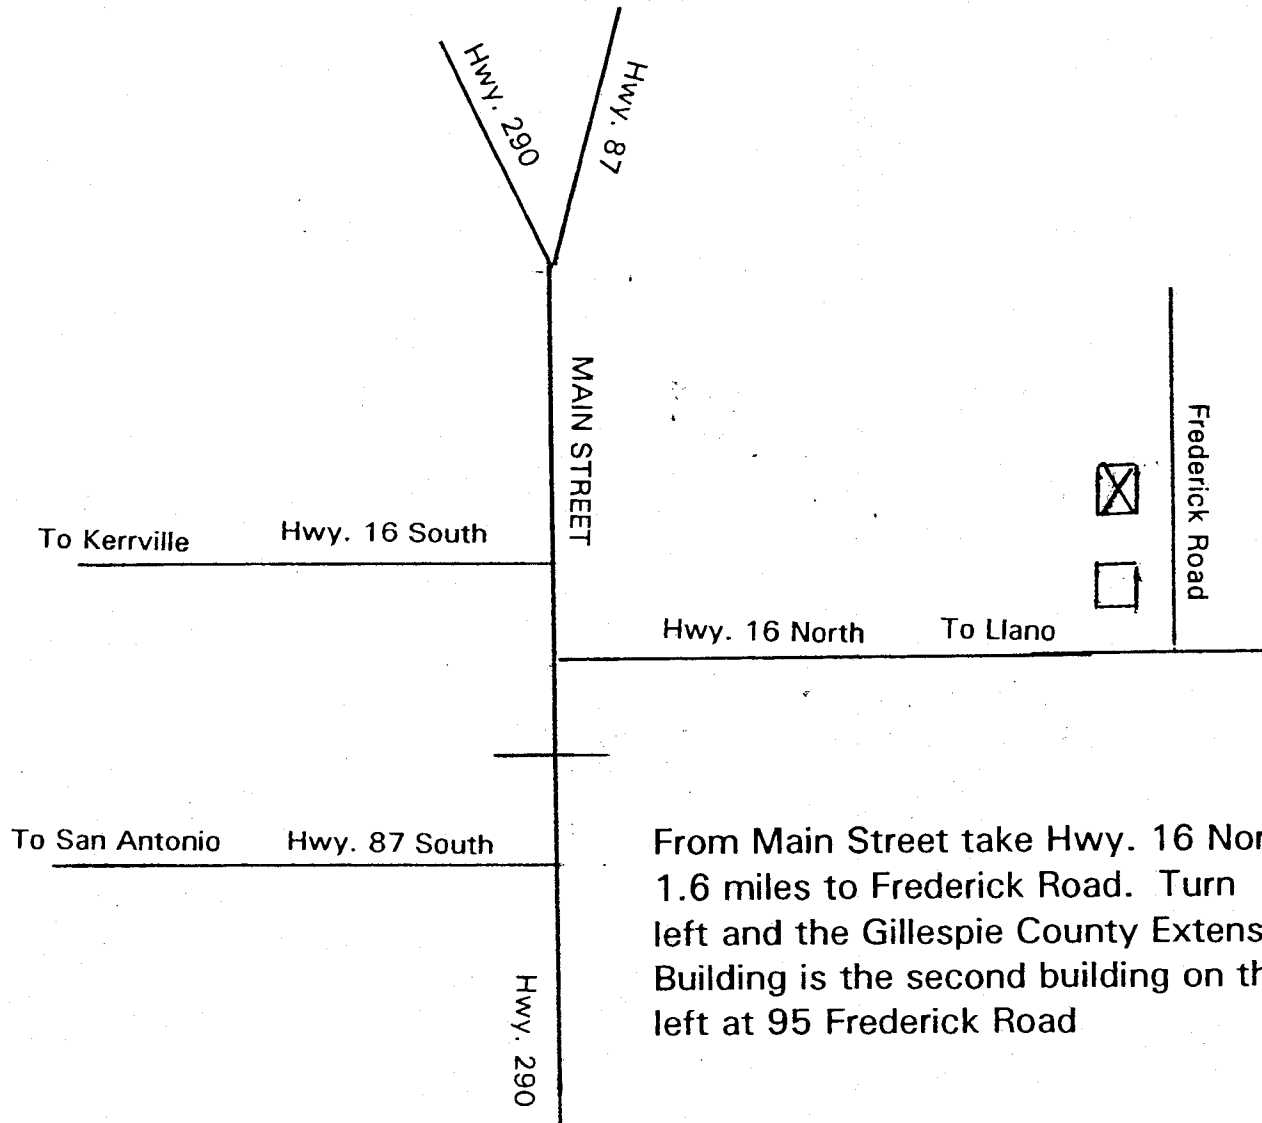 Hwy. 290
Hwy. 87
MAIN STREET
Frederick Road
To Kerrville Hwy. 16 South
Hwy. 16 North To Llano
To San Antonio Hwy. 87 South
From Main Street take Hwy. 16 Nor
1.6 miles to Frederick Road. Turn
left and the Gillespie County Extens
Building is the second building on th
left at 95 Frederick Road
Hwy. 290